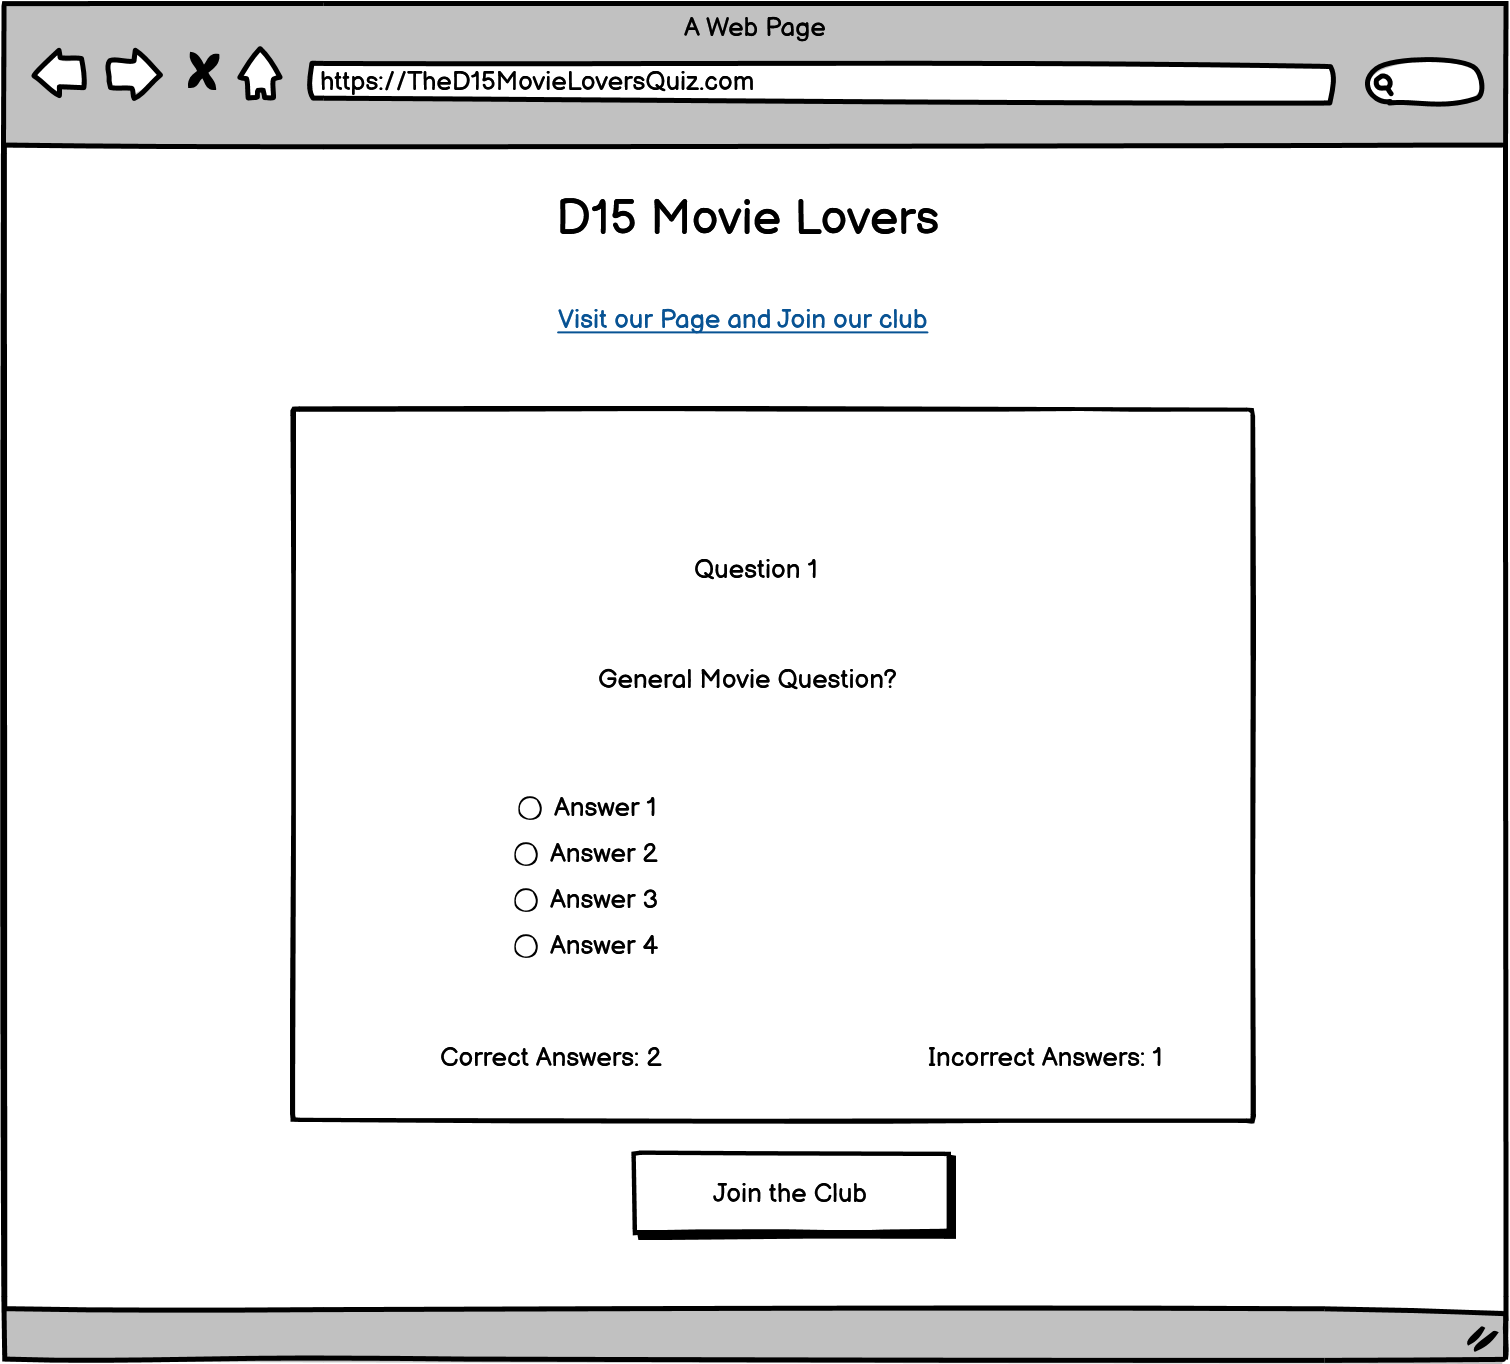 A Web Page
https://TheD15MovieLoversQuiz.com
D15 Movie Lovers
Visit our Page and Join our club
Question 1
General Movie Question?
Answer 1
Answer 2
Answer 3
Answer 4
Correct Answers: 2
Incorrect Answers: 1
Join the Club